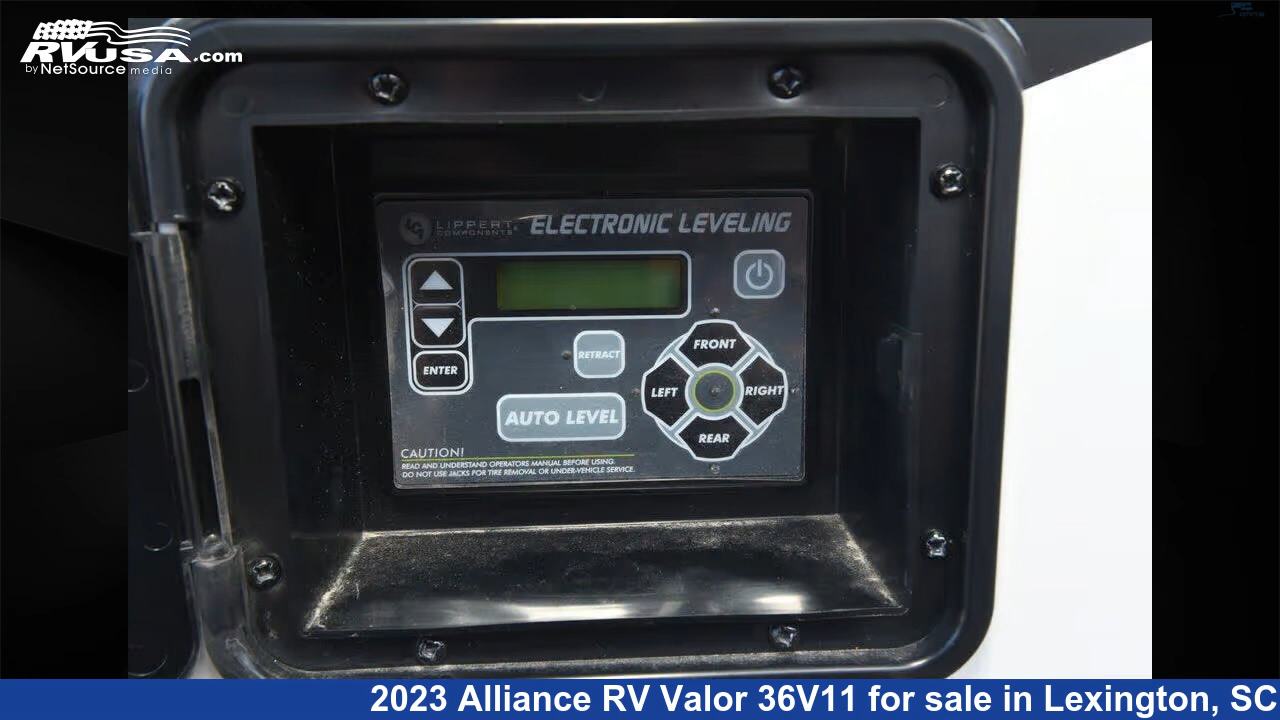 RVUSA.com
by NetSource media
LCI LIPPERT COMPONENTS ELECTRONIC LEVELING
ENTER
RETRACT
AUTO LEVEL
FRONT
LEFT
RIGHT
REAR
CAUTION!
READ AND UNDERSTAND OPERATORS MANUAL BEFORE USING.
DO NOT USE JACKS FOR TIRE REMOVAL OR UNDER-VEHICLE SERVICE.
2023 Alliance RV Valor 36V11 for sale in Lexington, SC